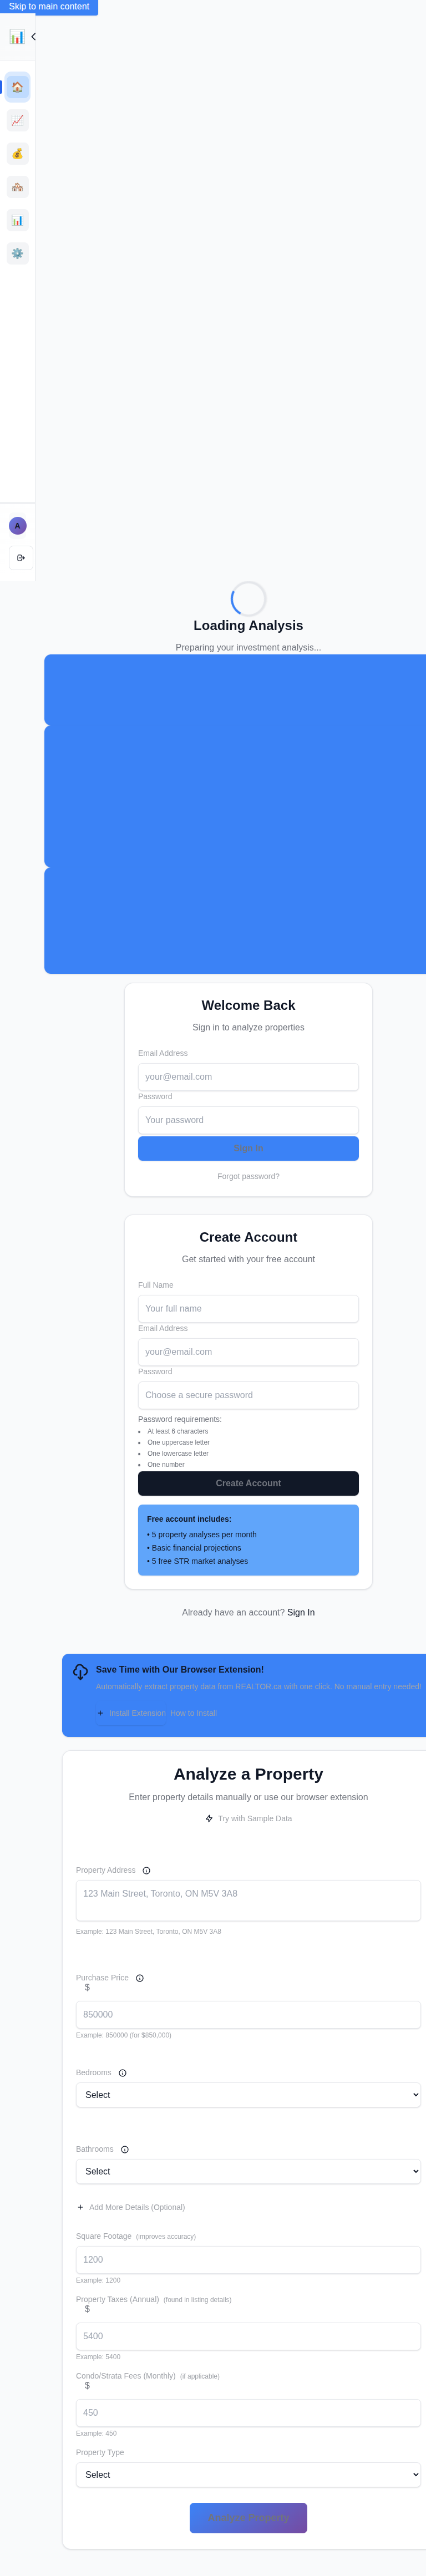 Skip to main content
A
Loading Analysis
Preparing your investment analysis...
Welcome Back
Sign in to analyze properties
Email Address
your@email.com
Password
Your password
Sign In
Forgot password?
Create Account
Get started with your free account
Full Name
Your full name
Email Address
your@email.com
Password
Choose a secure password
Password requirements:
• At least 6 characters
• One uppercase letter
• One lowercase letter
• One number
Create Account
Free account includes:
• 5 property analyses per month
• Basic financial projections
• 5 free STR market analyses
Already have an account? Sign In
Save Time with Our Browser Extension!
Automatically extract property data from REALTOR.ca with one click. No manual entry needed!
Install Extension How to Install
Analyze a Property
Enter property details manually or use our browser extension
Try with Sample Data
Property Address
123 Main Street, Toronto, ON M5V 3A8
Example: 123 Main Street, Toronto, ON M5V 3A8
Purchase Price
$
850000
Example: 850000 (for $850,000)
Bedrooms
Select
Bathrooms
Select
Add More Details (Optional)
Square Footage (improves accuracy)
1200
Example: 1200
Property Taxes (Annual) (found in listing details)
$
5400
Example: 5400
Condo/Strata Fees (Monthly) (if applicable)
$
450
Example: 450
Property Type
Select
Analyze Property